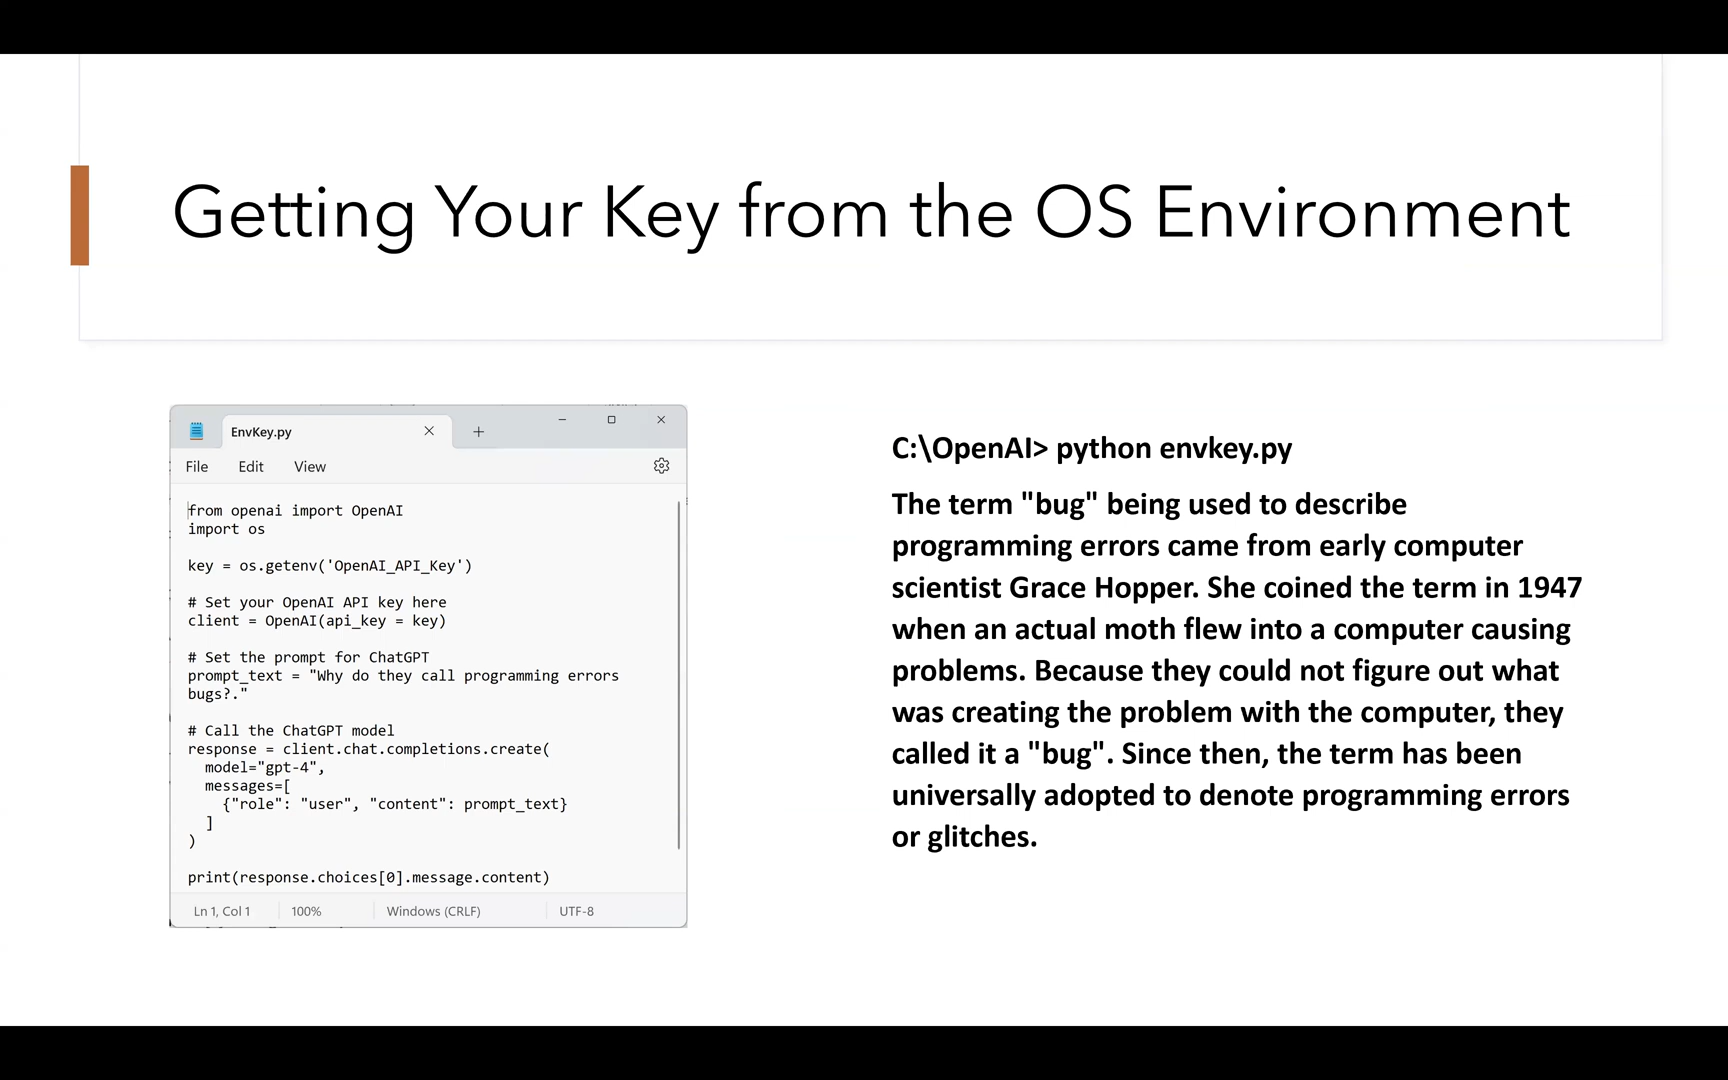 Getting Your Key from the OS Environment
EnvKey.py
File Edit View
from openai import OpenAI
import os
key = os.getenv('OpenAI_API_Key')
# Set your OpenAI API key here
client = OpenAI(api_key = key)
# Set the prompt for ChatGPT
prompt_text = "Why do they call programming errors
bugs?."
# Call the ChatGPT model
response = client.chat.completions.create(
  model="gpt-4",
  messages=[
    {"role": "user", "content": prompt_text}
  ]
)
print(response.choices[0].message.content)
Ln 1, Col 1 100% Windows (CRLF) UTF-8
C:\OpenAI> python envkey.py
The term "bug" being used to describe
programming errors came from early computer
scientist Grace Hopper. She coined the term in 1947
when an actual moth flew into a computer causing
problems. Because they could not figure out what
was creating the problem with the computer, they
called it a "bug". Since then, the term has been
universally adopted to denote programming errors
or glitches.